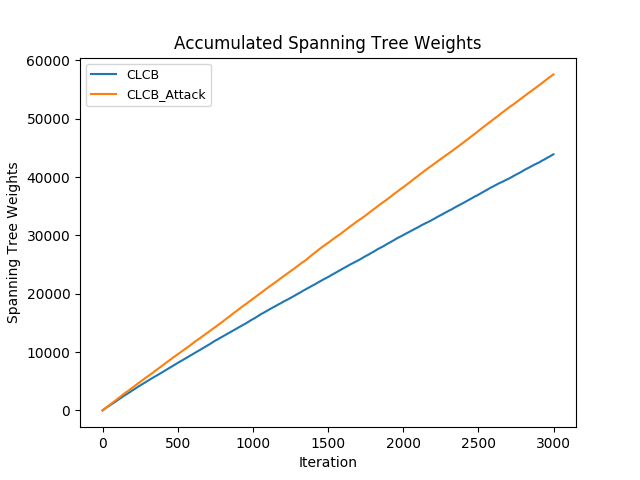 Accumulated Spanning Tree Weights
CLCB
CLCB_Attack
Spanning Tree Weights
60000
50000
40000
30000
20000
10000
0
0 500 1000 1500 2000 2500 3000
Iteration